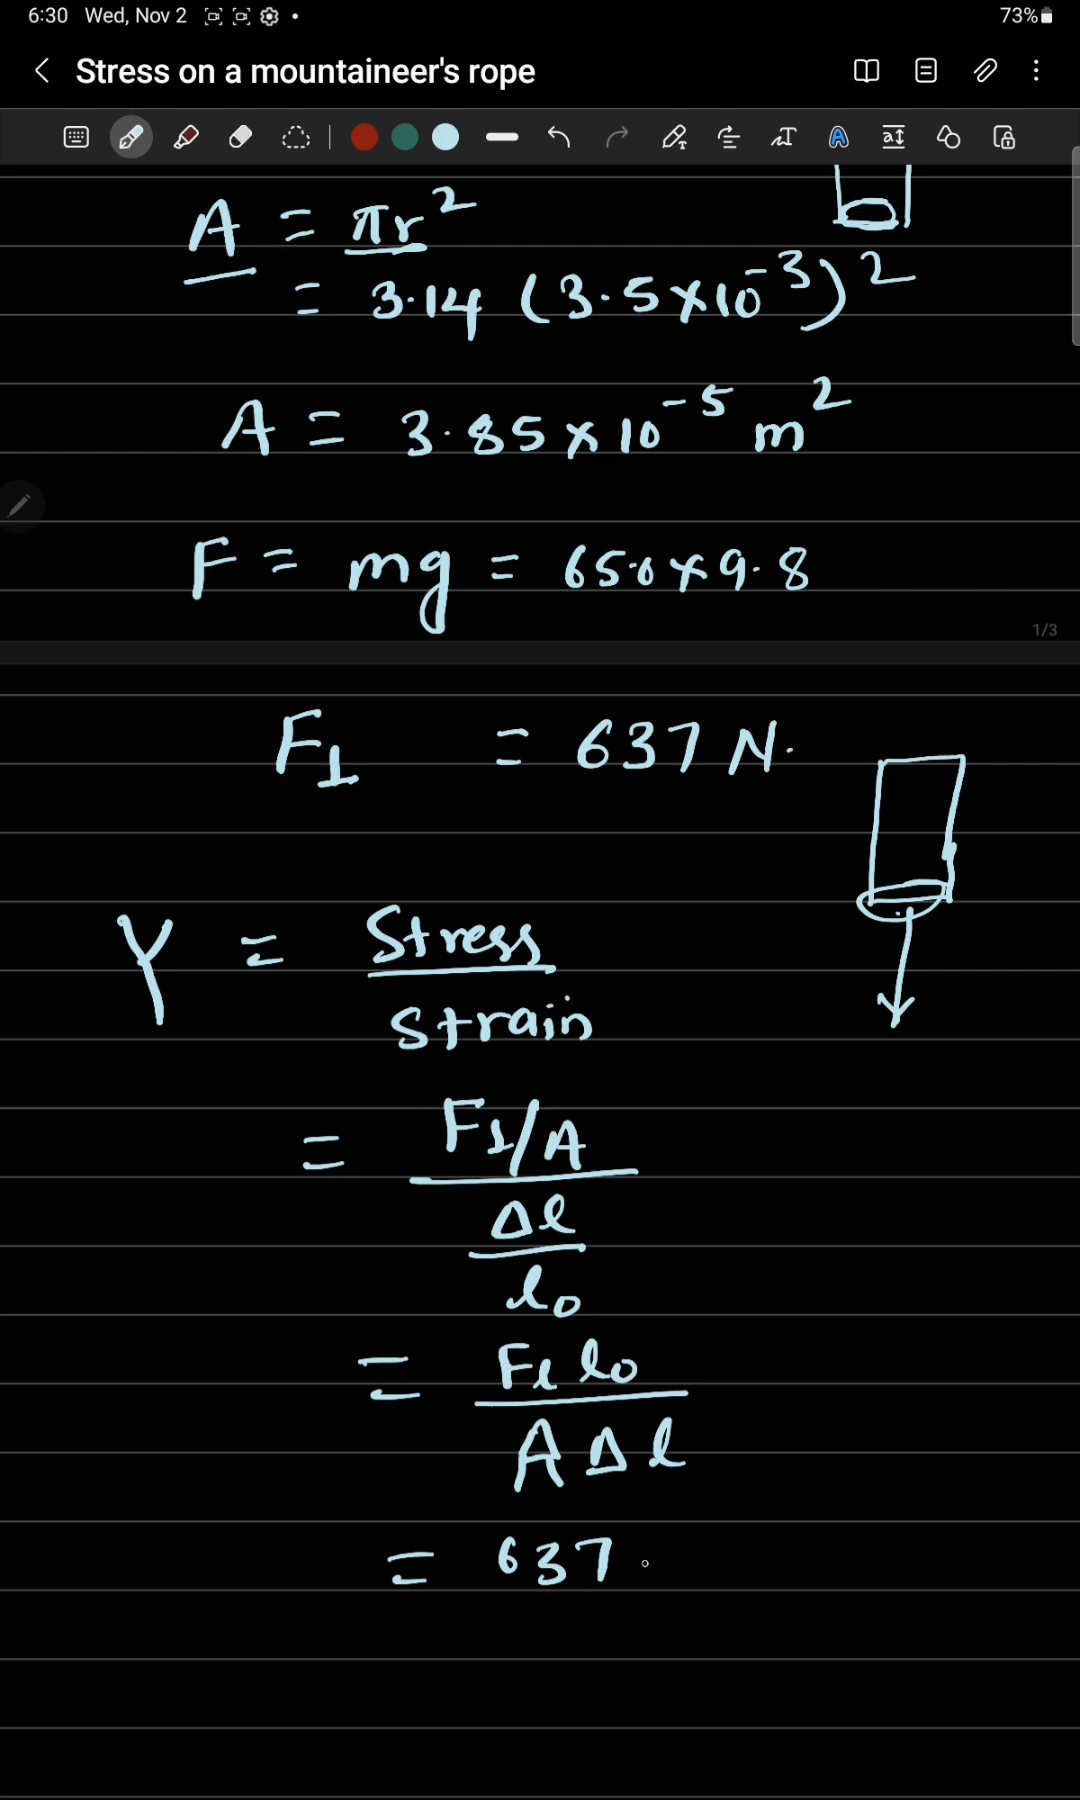 6:30 Wed, Nov 2 73%
Stress on a mountaineer's rope
A = πr²
= 3.14 (3.5×10⁻³)²
A = 3.85×10⁻⁵ m²
F = mg = 65.0×9.8
1/3
F⊥ = 637 N.
Y = Stress
strain
= F⊥/A
Δl
l₀
= F⊥ l₀
A Δl
= 637